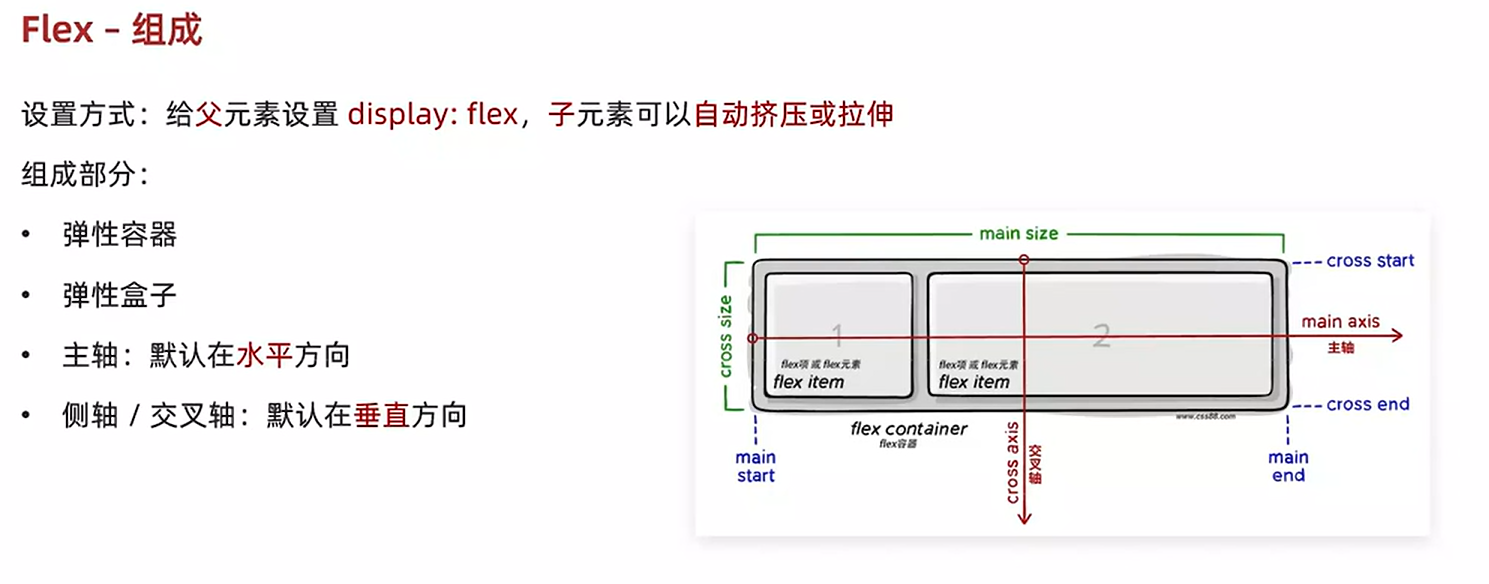 Flex – 组成
设置方式：给父元素设置 display: flex，子元素可以自动挤压或拉伸
组成部分：
• 弹性容器
• 弹性盒子
• 主轴：默认在水平方向
• 侧轴 / 交叉轴：默认在垂直方向
main size
cross start
cross size
1
2
main axis
主轴
flex项 或 flex元素
flex item
flex项 或 flex元素
flex item
cross end
www.css88.com
flex container
flex容器
cross axis
交叉轴
main
start
main
end